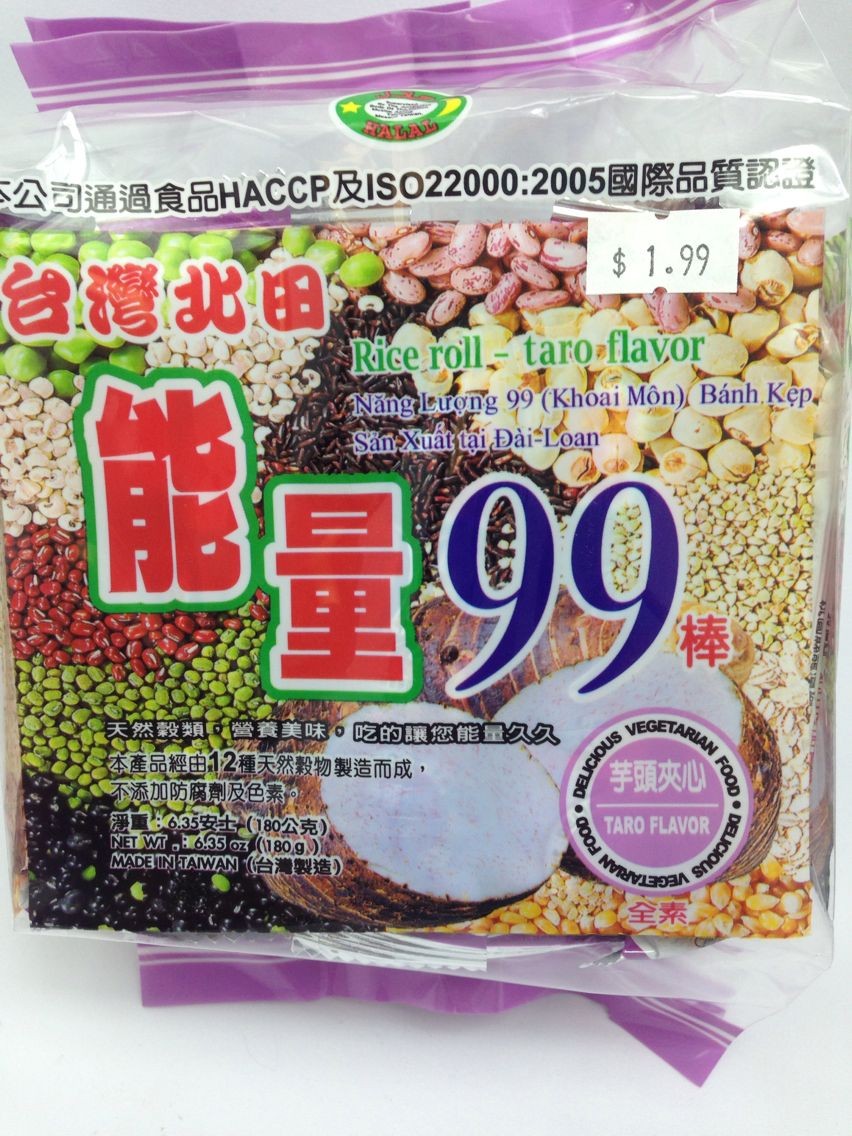 HALAL
本公司通過食品HACCP及ISO22000:2005國際品質認證
$ 1.99
台灣北田
Rice roll - taro flavor
Năng Lượng 99 (Khoai Môn) Bánh Kẹp
Sản Xuất tại Đài-Loan
能量99棒
天然穀類，營養美味，吃的讓您能量久久
本產品經由12種天然穀物製造而成，
不添加防腐劑及色素。
淨重：6.35安士 (180公克)
NET WT .: 6.35 oz (180 g )
MADE IN TAIWAN (台灣製造)
DELICIOUS VEGETARIAN FOOD • DELICIOUS VEGETARIAN FOOD •
芋頭夾心
TARO FLAVOR
全素